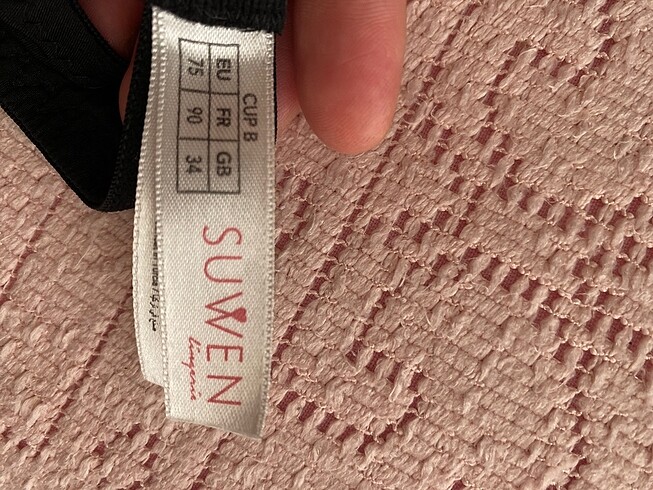 CUP B
EU FR GB
75 90 34
SUWEN
lingerie